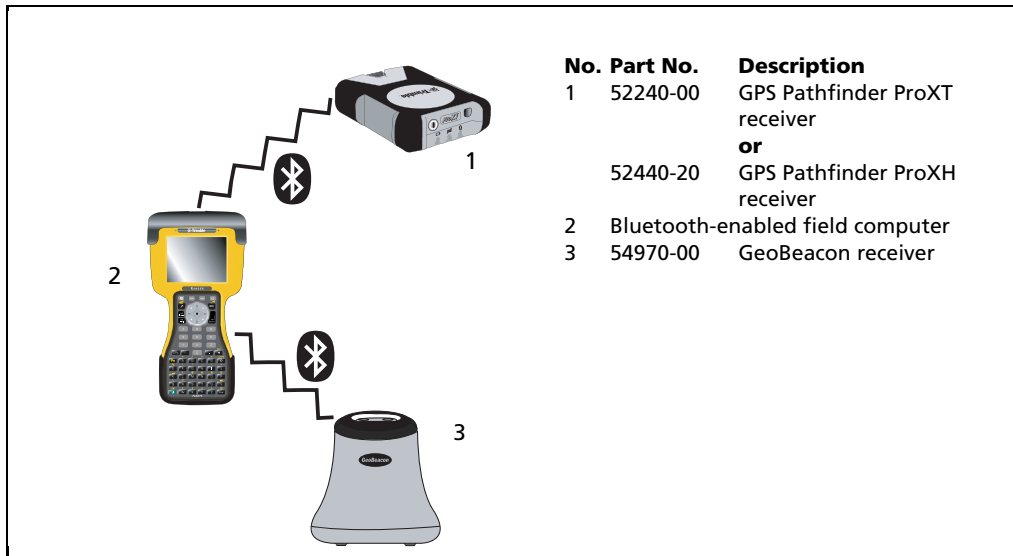 No. Part No. Description
1 52240-00 GPS Pathfinder ProXT
receiver
or
52440-20 GPS Pathfinder ProXH
receiver
2 Bluetooth-enabled field computer
3 54970-00 GeoBeacon receiver
Trimble
1
2
3
GeoBeacon